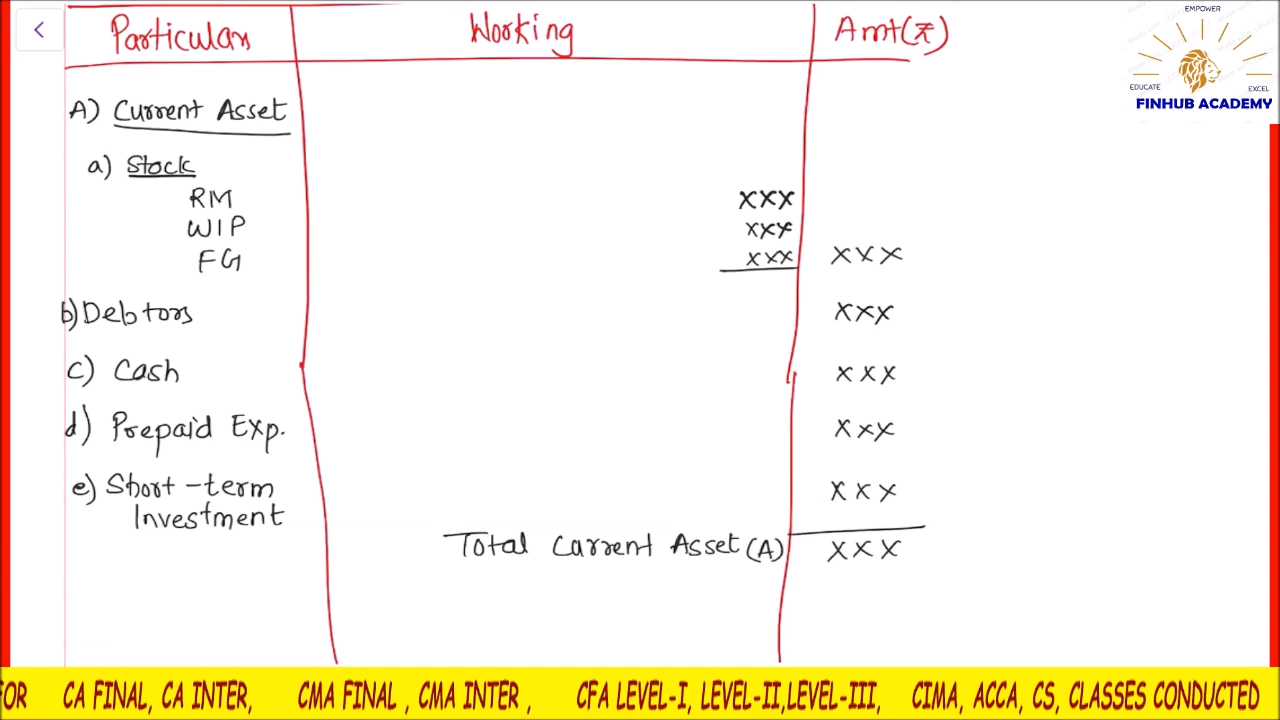 Particulars Working Amt(₹)
EMPOWER
EDUCATE EXCEL
FINHUB ACADEMY
A) Current Asset
a) Stock
RM XXX
WIP XXX
FG XXX XXX
b) Debtors XXX
c) Cash XXX
d) Prepaid Exp. XXX
e) Short-term XXX
Investment
Total Current Asset (A) XXX
FOR CA FINAL, CA INTER, CMA FINAL , CMA INTER , CFA LEVEL-I, LEVEL-II,LEVEL-III, CIMA, ACCA, CS, CLASSES CONDUCTED